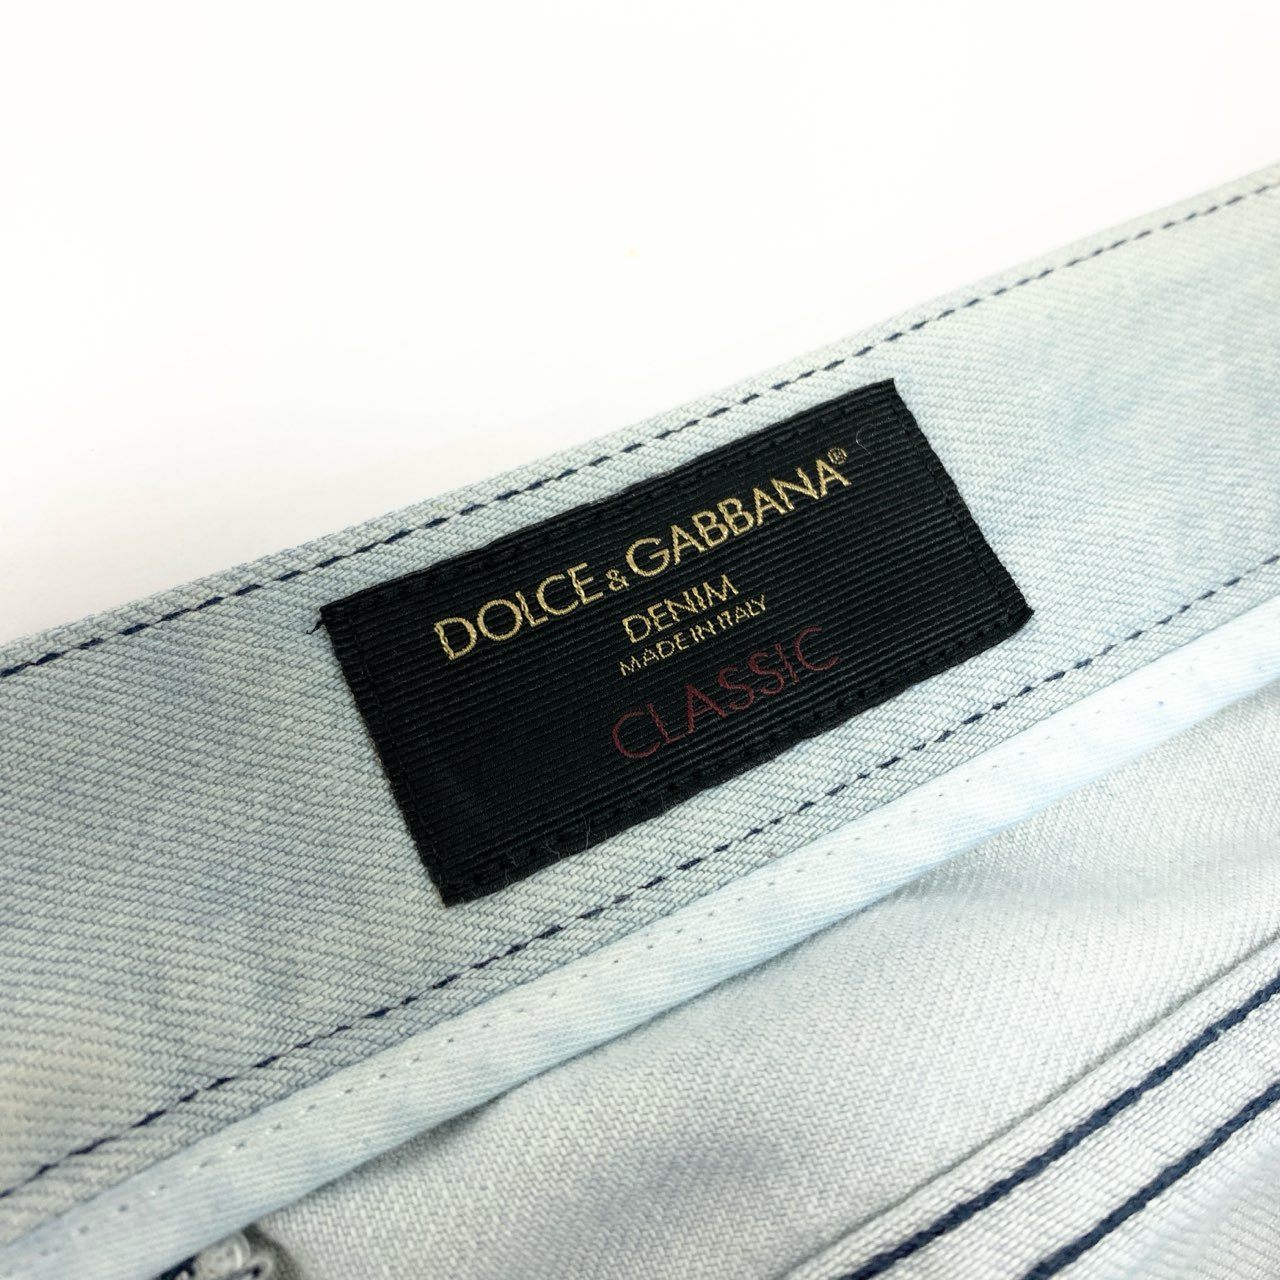 DOLCE & GABBANA®
DENIM
MADE IN ITALY
CLASSIC